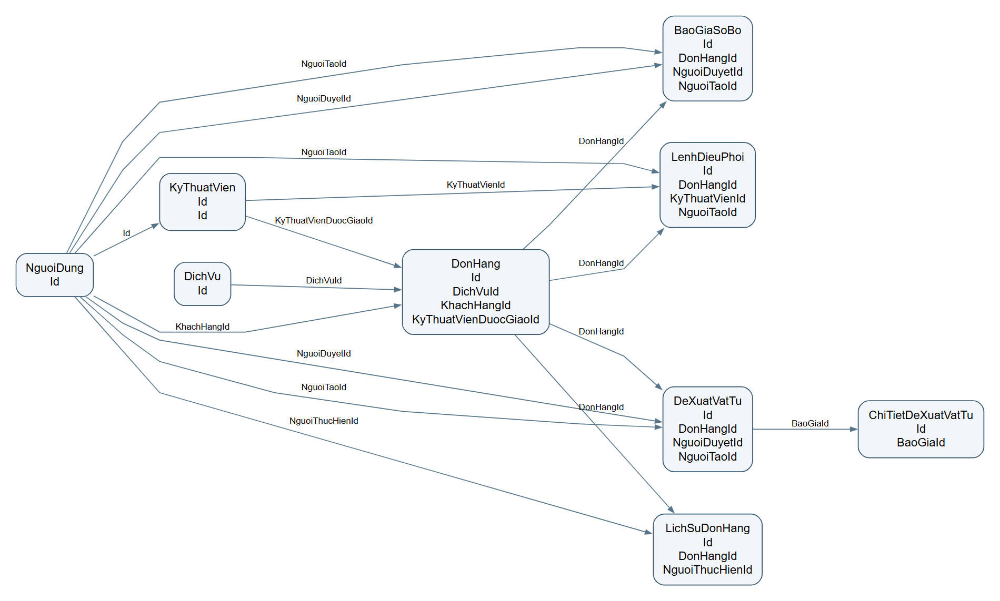 BaoGiaSoBo
Id
DonHangId
NguoiDuyetId
NguoiTaoId
NguoiTaoId
NguoiDuyetId
DonHangId
NguoiTaoId
LenhDieuPhoi
Id
DonHangId
KyThuatVienId
NguoiTaoId
KyThuatVien
Id
Id
KyThuatVienId
KyThuatVienDuocGiaoId
Id
NguoiDung
Id
DichVu
Id
DichVuId
DonHang
Id
DichVuId
KhachHangId
KyThuatVienDuocGiaoId
DonHangId
KhachHangId
DonHangId
NguoiDuyetId
NguoiTaoId
DonHangId
NguoiThucHienId
DeXuatVatTu
Id
DonHangId
NguoiDuyetId
NguoiTaoId
BaoGiaId
ChiTietDeXuatVatTu
Id
BaoGiaId
LichSuDonHang
Id
DonHangId
NguoiThucHienId